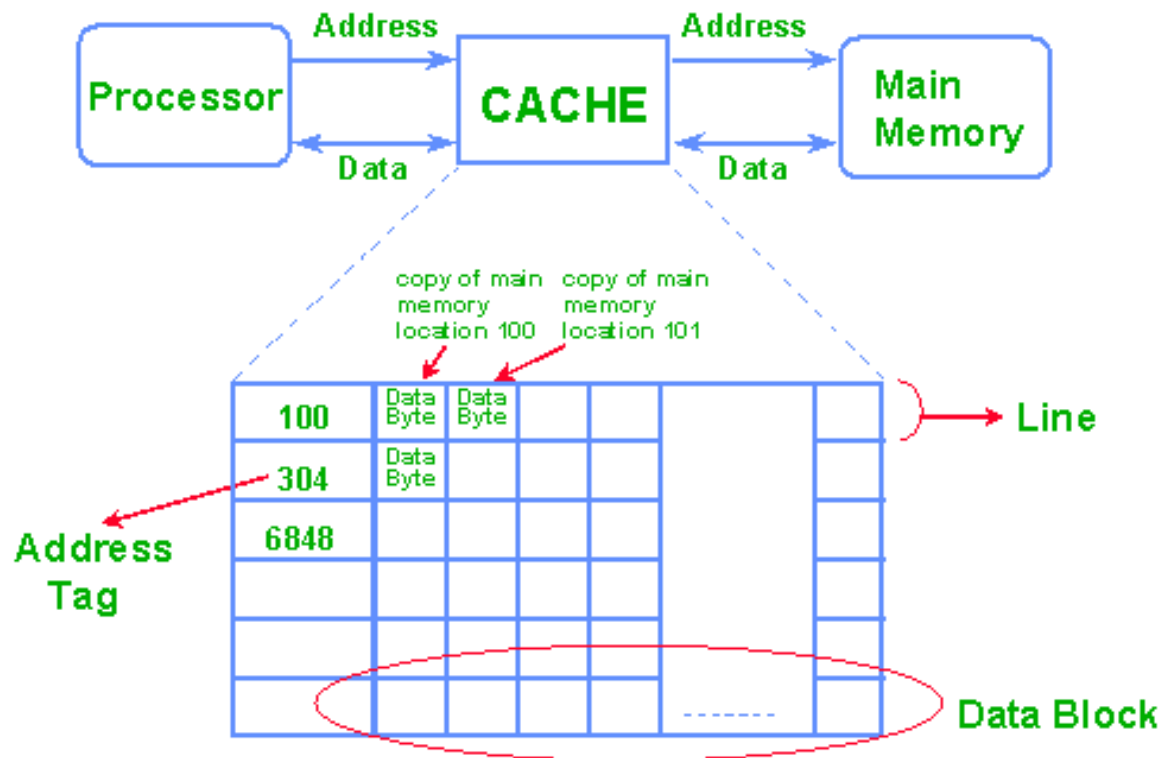 Address
Address
Processor
CACHE
Main
Memory
Data
Data
copy of main
memory
location 100
copy of main
memory
location 101
100
Data
Byte
Data
Byte
Line
304
Data
Byte
6848
Address
Tag
Data Block